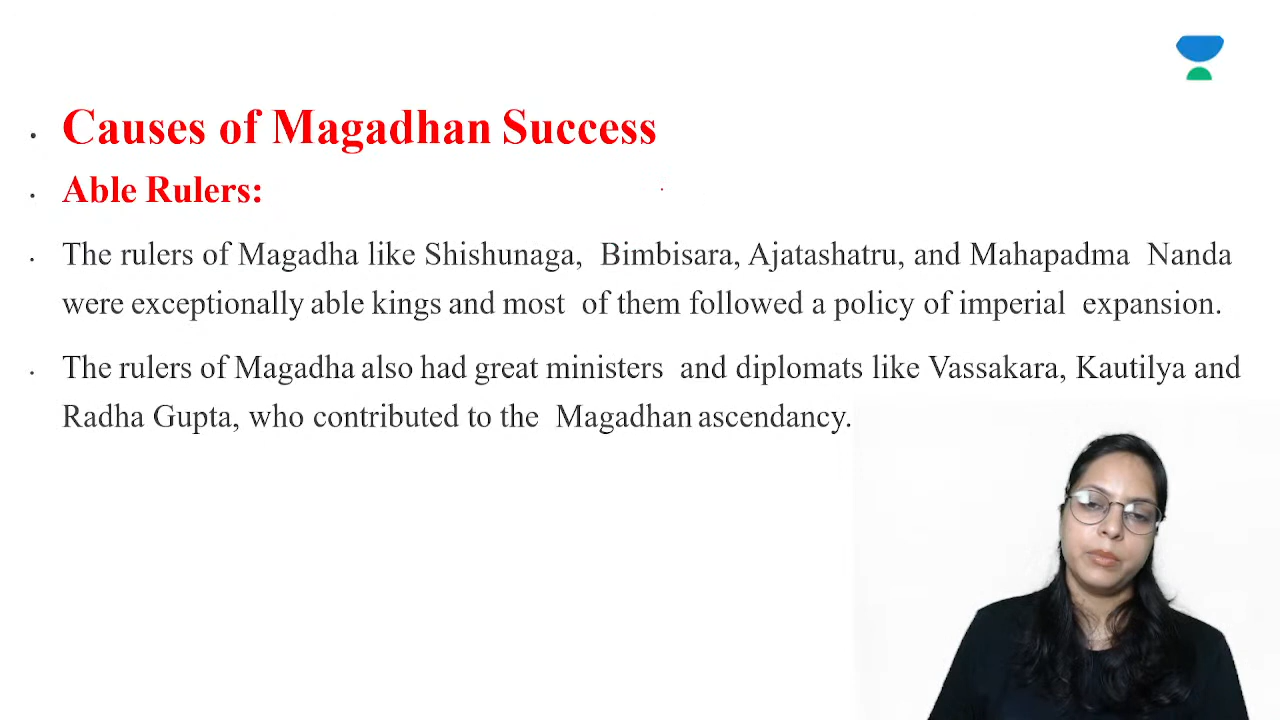 Causes of Magadhan Success
Able Rulers:
The rulers of Magadha like Shishunaga, Bimbisara, Ajatashatru, and Mahapadma Nanda
were exceptionally able kings and most of them followed a policy of imperial expansion.
The rulers of Magadha also had great ministers and diplomats like Vassakara, Kautilya and
Radha Gupta, who contributed to the Magadhan ascendancy.